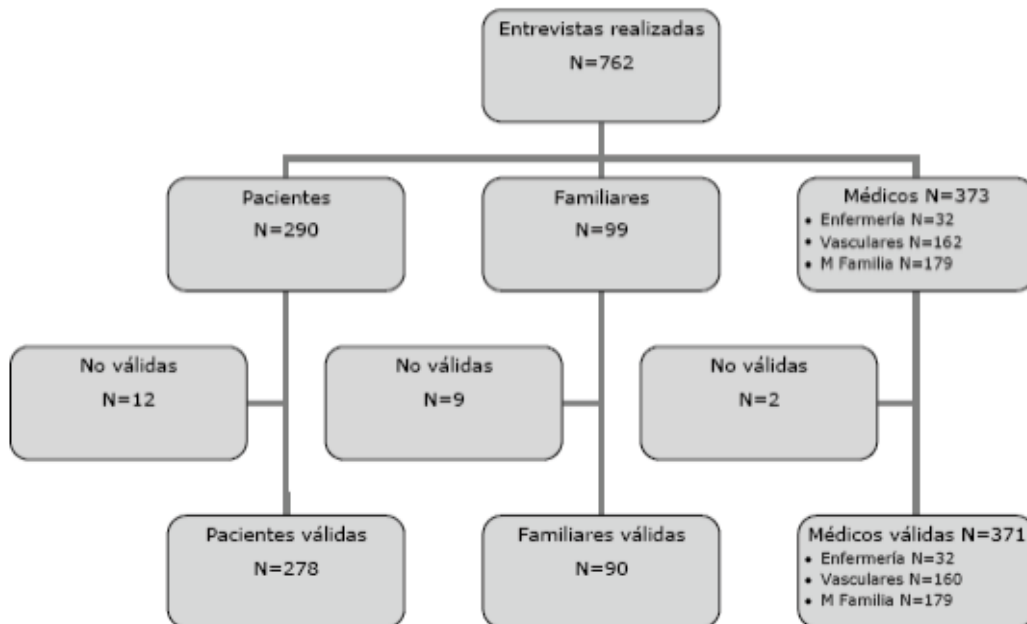 Entrevistas realizadas
N=762
Pacientes
N=290
Familiares
N=99
Médicos N=373
• Enfermería N=32
• Vasculares N=162
• M Familia N=179
No válidas
N=12
No válidas
N=9
No válidas
N=2
Pacientes válidas
N=278
Familiares válidas
N=90
Médicos válidas N=371
• Enfermería N=32
• Vasculares N=160
• M Familia N=179